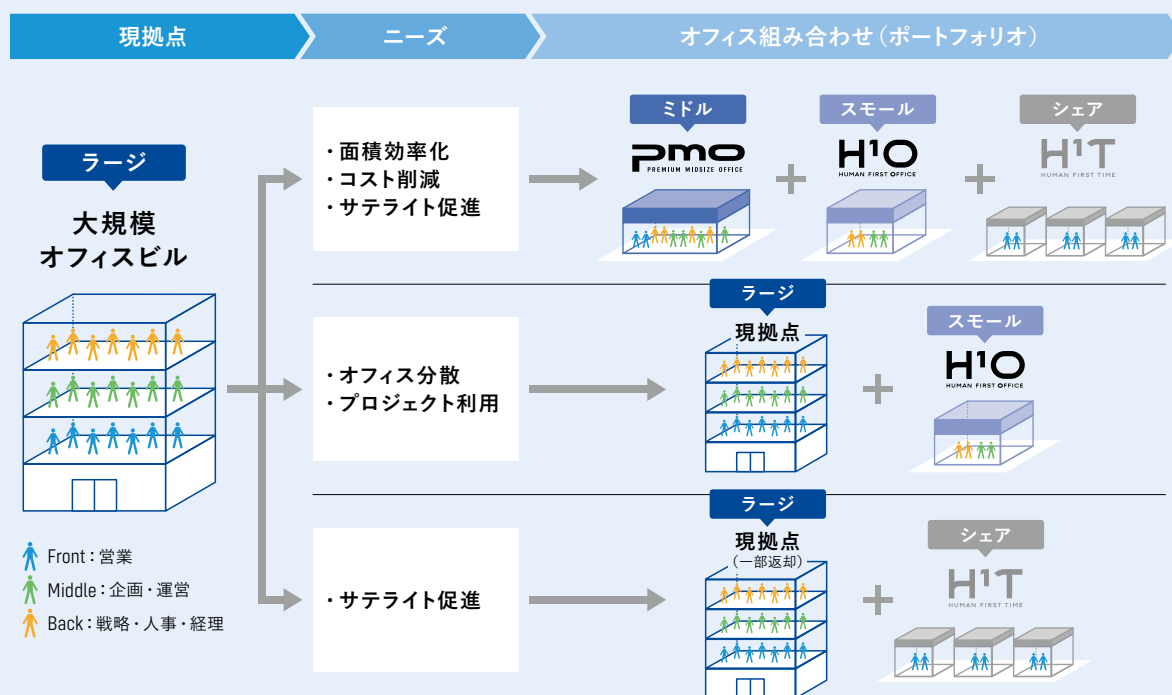 現拠点
ニーズ
オフィス組み合わせ（ポートフォリオ）
ラージ
大規模
オフィスビル
Front：営業
Middle：企画・運営
Back：戦略・人事・経理
・面積効率化
・コスト削減
・サテライト促進
ミドル
PMO
PREMIUM MIDSIZE OFFICE
+
スモール
H¹O
HUMAN FIRST OFFICE
+
シェア
H¹T
HUMAN FIRST TIME
・オフィス分散
・プロジェクト利用
ラージ
現拠点
+
スモール
H¹O
HUMAN FIRST OFFICE
・サテライト促進
ラージ
現拠点
（一部返却）
+
シェア
H¹T
HUMAN FIRST TIME